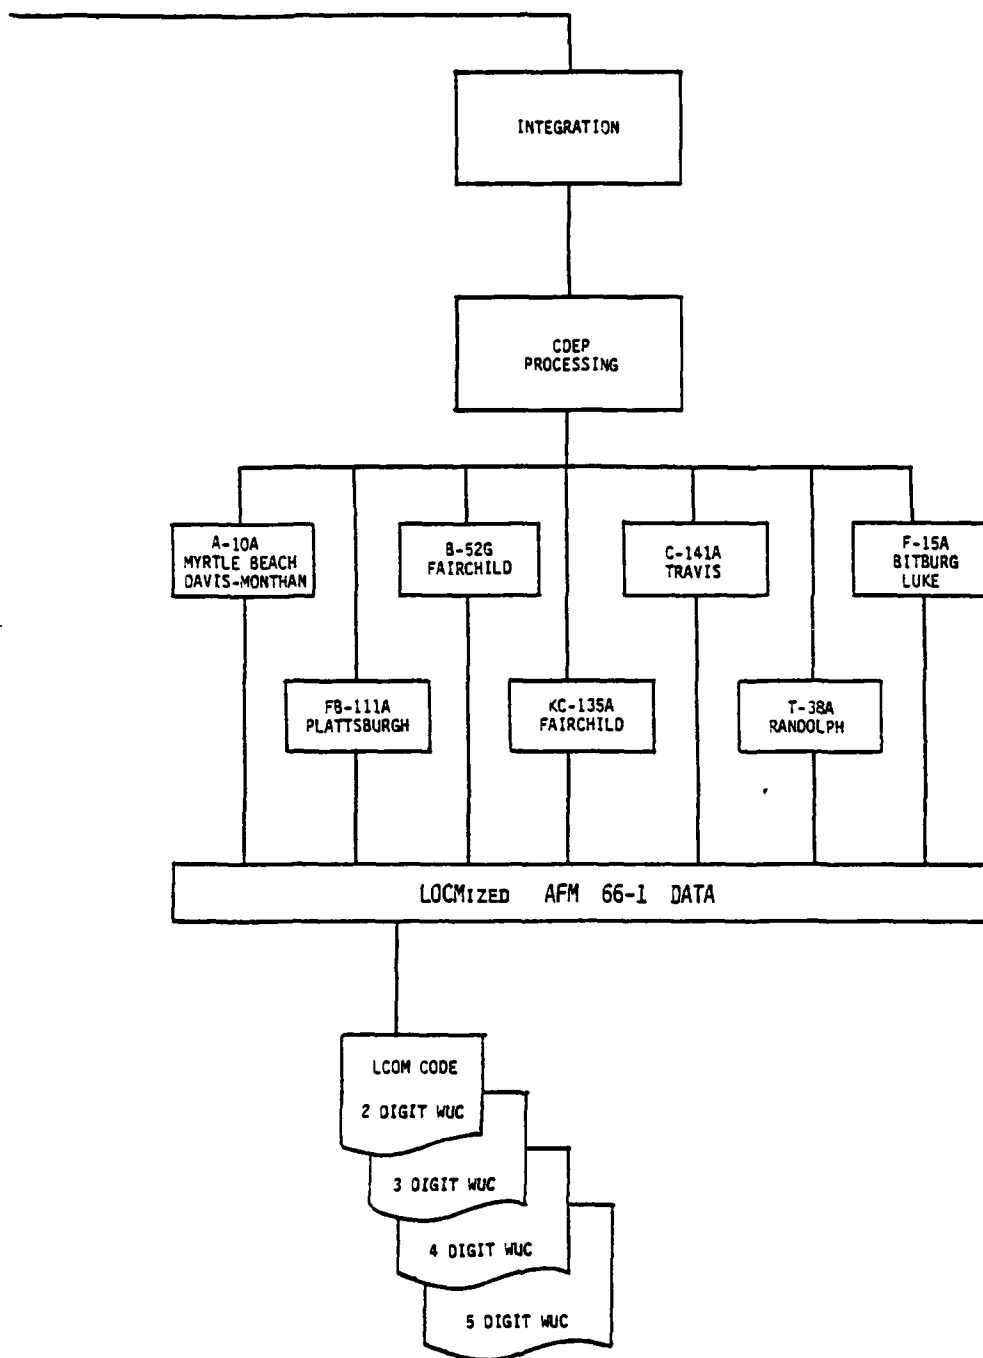 INTEGRATION
CDEP
PROCESSING
A-10A
MYRTLE BEACH
DAVIS-MONTHAN
B-52G
FAIRCHILD
C-141A
TRAVIS
F-15A
BITBURG
LUKE
FB-111A
PLATTSBURGH
KC-135A
FAIRCHILD
T-38A
RANDOLPH
LOCMIZED AFM 66-1 DATA
LCOM CODE
2 DIGIT WUC
3 DIGIT WUC
4 DIGIT WUC
5 DIGIT WUC